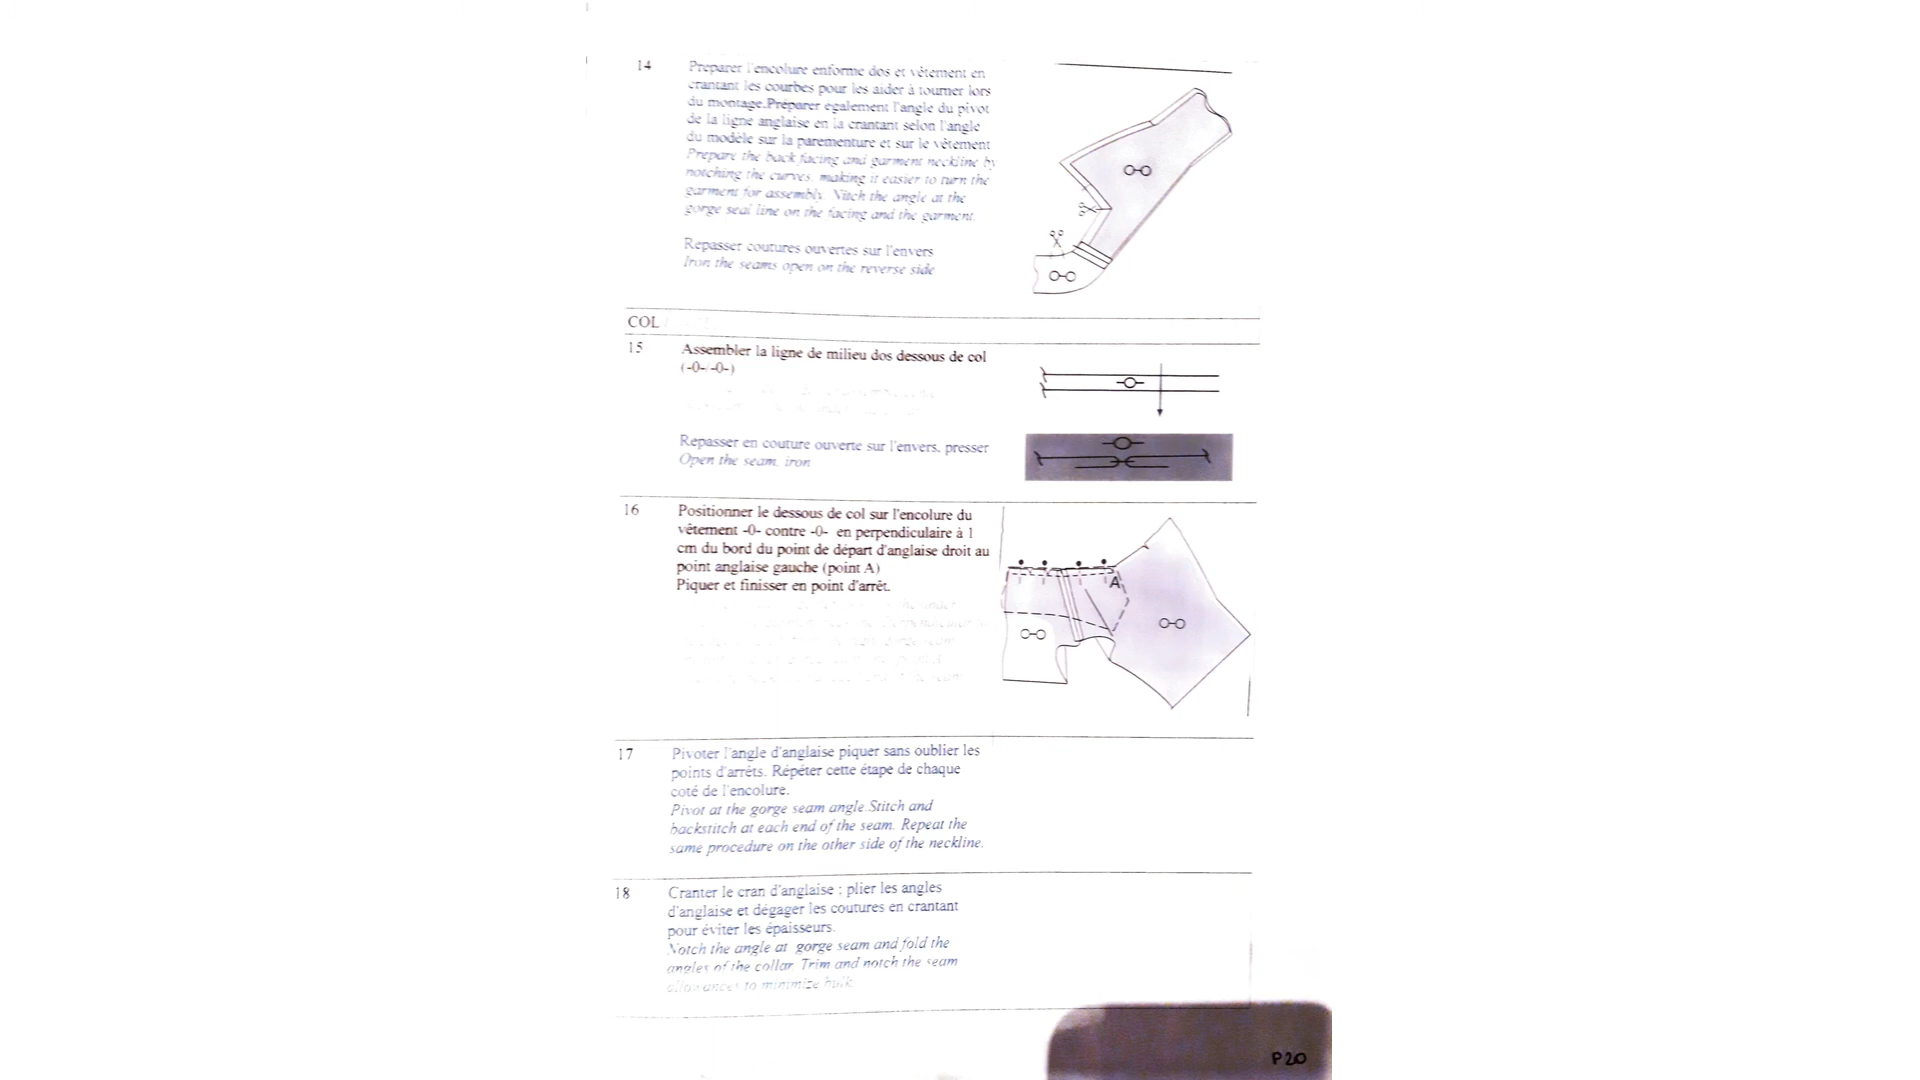 14
Preparer l'encolure enforme dos et vêtement en
crantant les courbes pour les aider à tourner lors
du montage.Préparer également l'angle du pivot
de la ligne anglaise en la crantant selon l'angle
du modèle sur la parementure et sur le vêtement
Prepare the back facing and garment neckline by
notching the curves, making it easier to turn the
garment for assembly. Nitch the angle at the
gorge seal line on the facing and the garment.
Repasser coutures ouvertes sur l'envers
Iron the seams open on the reverse side
COL
15
Assembler la ligne de milieu dos dessous de col
(-0-/-0-)
Repasser en couture ouverte sur l'envers, presser
Open the seam, iron
16
Positionner le dessous de col sur l'encolure du
vêtement -0- contre -0- en perpendiculaire à 1
cm du bord du point de départ d'anglaise droit au
point anglaise gauche (point A)
Piquer et finisser en point d'arrêt.
A
17
Pivoter l'angle d'anglaise piquer sans oublier les
points d'arrêts. Répéter cette étape de chaque
coté de l'encolure.
Pivot at the gorge seam angle.Stitch and
backstitch at each end of the seam. Repeat the
same procedure on the other side of the neckline.
18
Cranter le cran d'anglaise : plier les angles
d'anglaise et dégager les coutures en crantant
pour éviter les épaisseurs.
Notch the angle at gorge seam and fold the
angles of the collar. Trim and notch the seam
allowances to minimize bulk.
P20